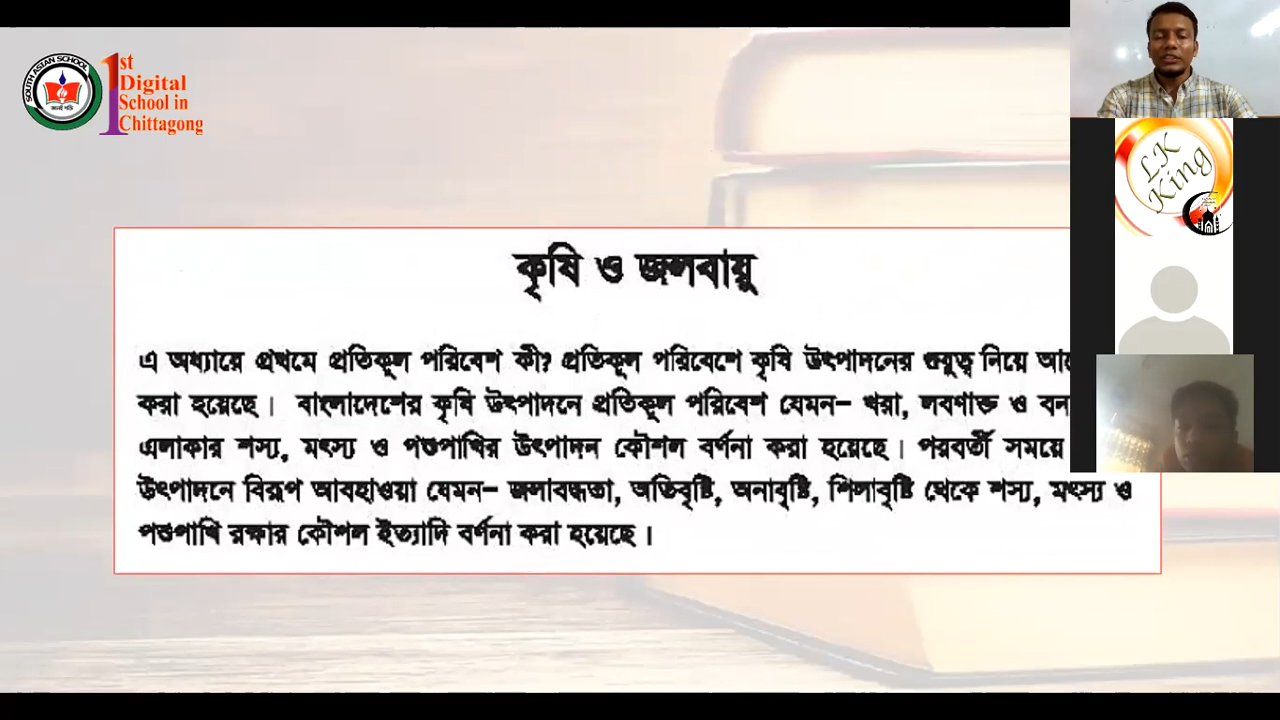 SOUTH ASIAN SCHOOL
1st
Digital
School in
Chittagong
LK
King
কৃষি ও জলবায়ু
এ অধ্যায়ে প্রথমে প্রতিকূল পরিবেশ কী? প্রতিকূল পরিবেশে কৃষি উৎপাদনের গুরুত্ব নিয়ে
করা হয়েছে। বাংলাদেশের কৃষি উৎপাদনে প্রতিকূল পরিবেশ যেমন– খরা, লবণাক্ত ও
এলাকার শস্য, মৎস্য ও পশুপাখির উৎপাদন কৌশল বর্ণনা করা হয়েছে। পরবর্তী সময়ে
উৎপাদনে বিরূপ আবহাওয়া যেমন– জলাবদ্ধতা, অতিবৃষ্টি, অনাবৃষ্টি, শিলাবৃষ্টি থেকে শস্য, মৎস্য ও
পশুপাখি রক্ষার কৌশল ইত্যাদি বর্ণনা করা হয়েছে।